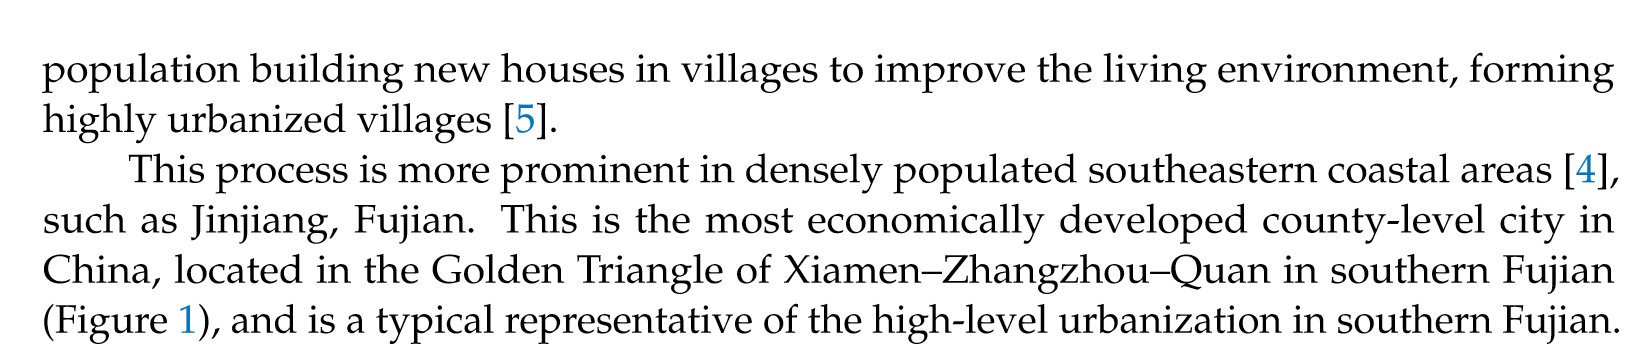 population building new houses in villages to improve the living environment, forming
highly urbanized villages [5].
This process is more prominent in densely populated southeastern coastal areas [4],
such as Jinjiang, Fujian. This is the most economically developed county-level city in
China, located in the Golden Triangle of Xiamen–Zhangzhou–Quan in southern Fujian
(Figure 1), and is a typical representative of the high-level urbanization in southern Fujian.